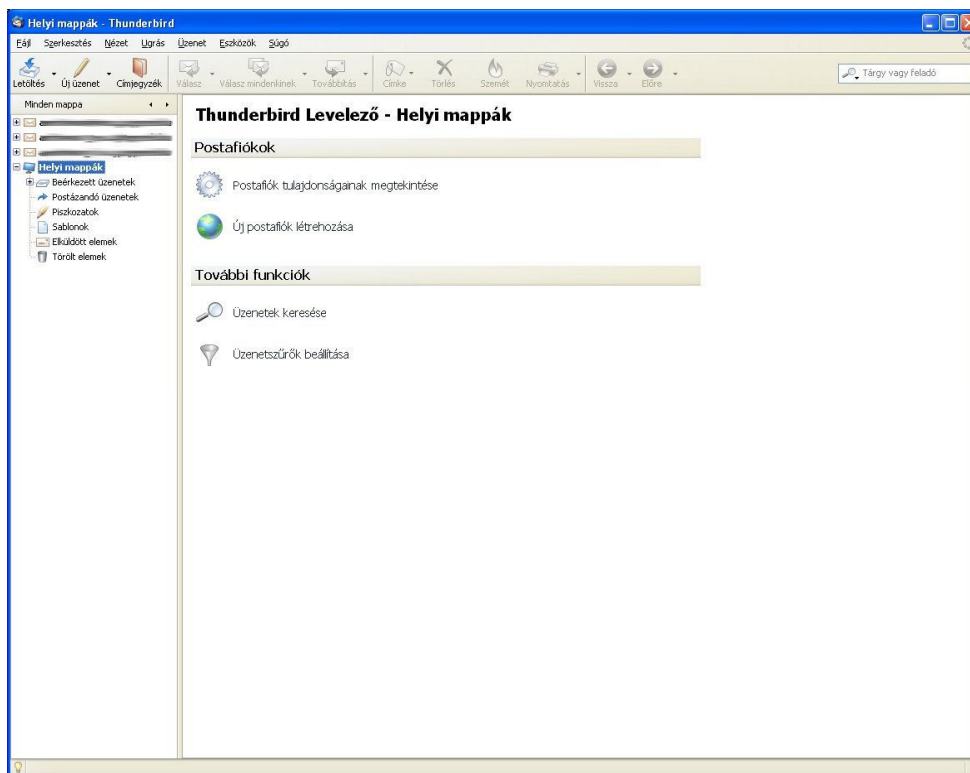 Helyi mappák - Thunderbird
Fájl Szerkesztés Nézet Ugrás Üzenet Eszközök Súgó
Letöltés Új üzenet Címjegyzék Válasz Válasz mindenkinek Továbbítás Címke Törlés Szemét Nyomtatás Vissza Előre Tárgy vagy feladó
Minden mappa
Helyi mappák
Beérkezett üzenetek
Postázandó üzenetek
Piszkozatok
Sablonok
Elküldött elemek
Törölt elemek
Thunderbird Levelező - Helyi mappák
Postafiókok
Postafiók tulajdonságainak megtekintése
Új postafiók létrehozása
További funkciók
Üzenetek keresése
Üzenetszűrők beállítása